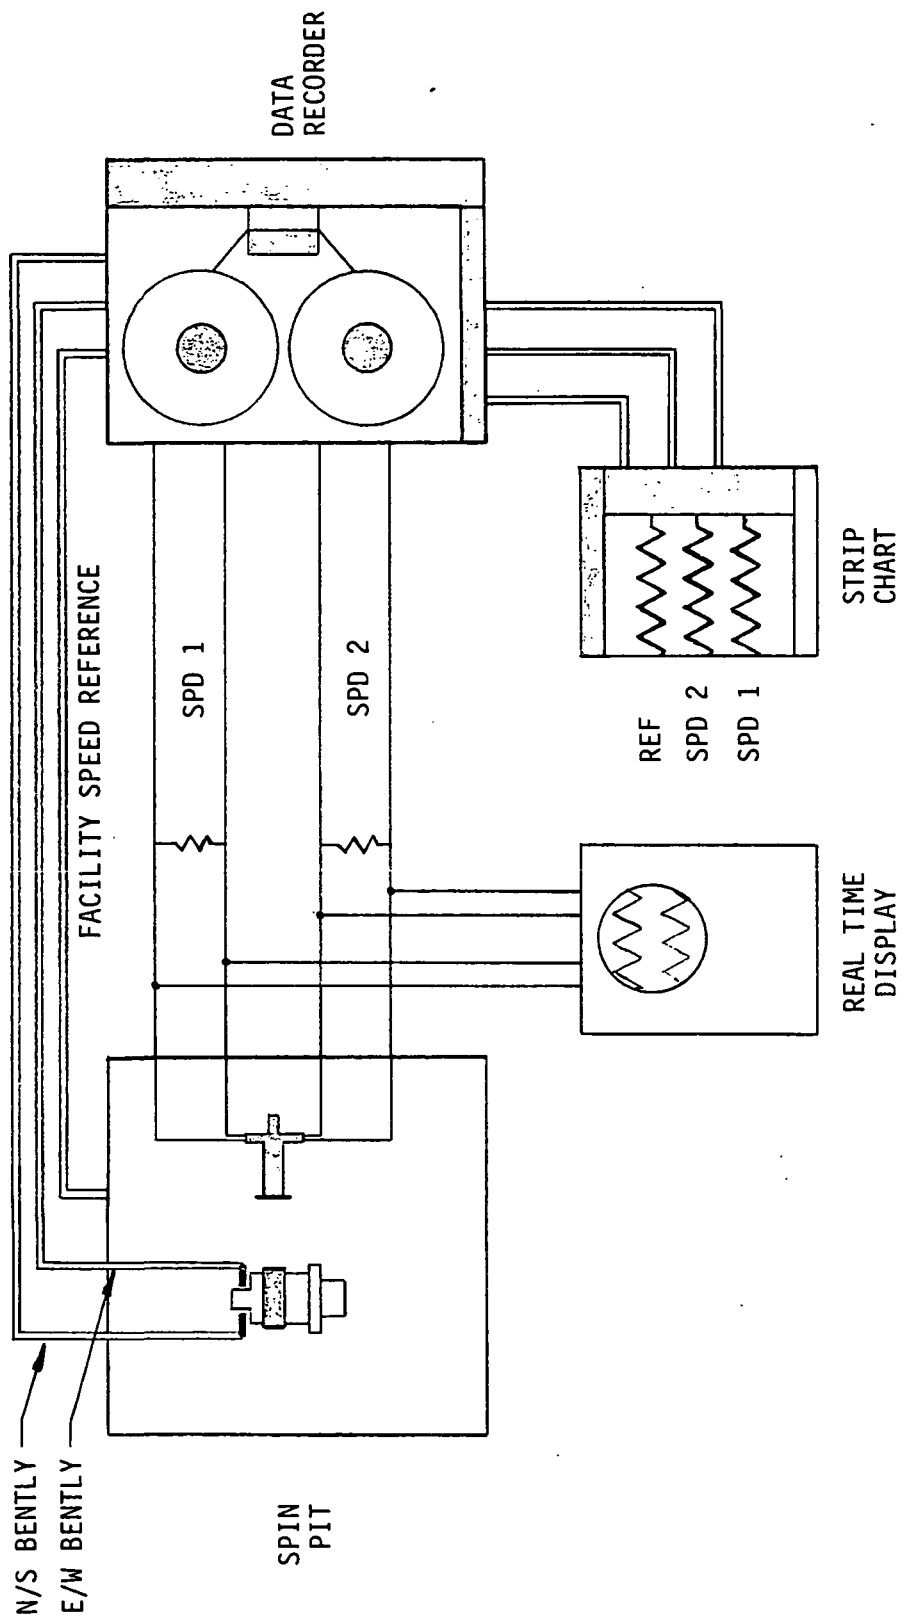 N/S BENTLY
E/W BENTLY
FACILITY SPEED REFERENCE
DATA
RECORDER
SPD 1
SPD 2
SPIN
PIT
REAL TIME
DISPLAY
REF
SPD 2
SPD 1
STRIP
CHART